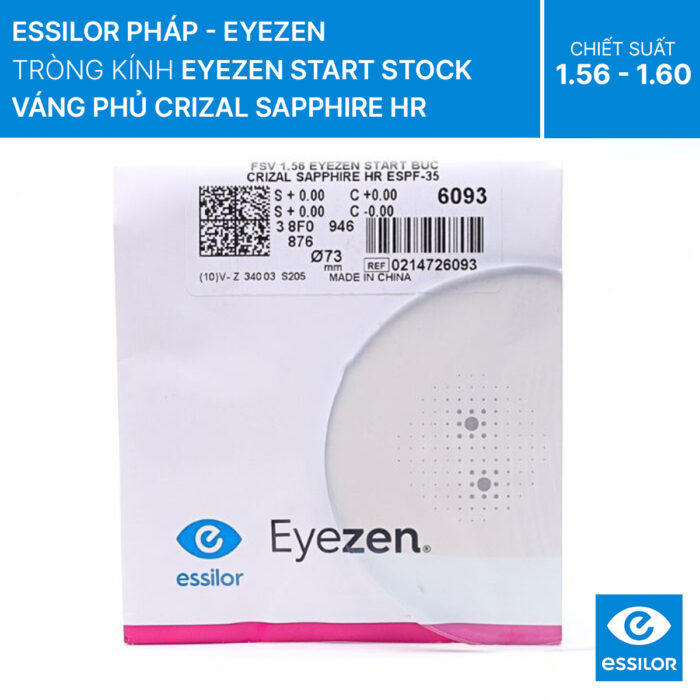 ESSILOR PHÁP - EYEZEN
TRÒNG KÍNH EYEZEN START STOCK
VÁNG PHỦ CRIZAL SAPPHIRE HR
CHIẾT SUẤT
1.56 - 1.60
FSV 1.56 EYEZEN START BUC
CRIZAL SAPPHIRE HR ESPF-35
S + 0.00 C +0.00 6093
S + 0.00 C -0.00
3 8F0 946
876
Ø73
mm
REF 0214726093
(10)V- Z 340 03 S205 MADE IN CHINA
essilor
Eyezen®
essilor